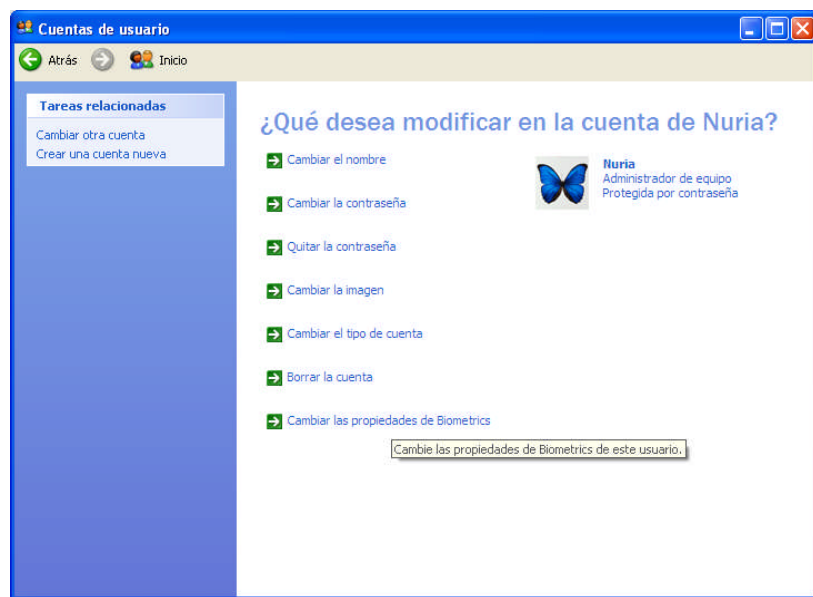 Cuentas de usuario
Atrás
Inicio
Tareas relacionadas
Cambiar otra cuenta
Crear una cuenta nueva
¿Qué desea modificar en la cuenta de Nuria?
Cambiar el nombre
Cambiar la contraseña
Quitar la contraseña
Cambiar la imagen
Cambiar el tipo de cuenta
Borrar la cuenta
Cambiar las propiedades de Biometrics
Cambie las propiedades de Biometrics de este usuario.
Nuria
Administrador de equipo
Protegida por contraseña